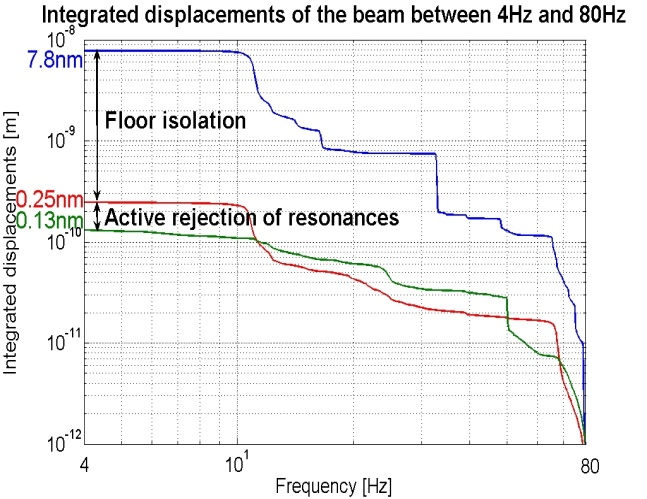 Integrated displacements of the beam between 4Hz and 80Hz
Integrated displacements [m]
10⁻⁸
7.8nm
Floor isolation
10⁻⁹
0.25nm
0.13nm
Active rejection of resonances
10⁻¹⁰
10⁻¹¹
10⁻¹²
4
10¹
80
Frequency [Hz]